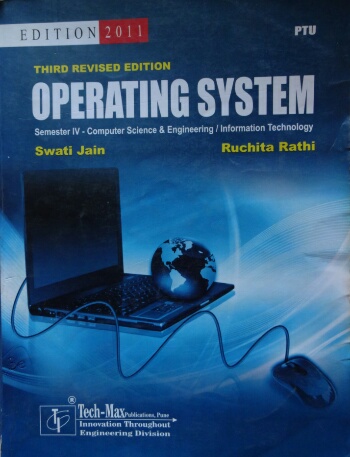 EDITION 2011
PTU
THIRD REVISED EDITION
OPERATING SYSTEM
Semester IV - Computer Science & Engineering / Information Technology
Swati Jain
Ruchita Rathi
®
TP
Tech-Max Publications, Pune
Innovation Throughout
Engineering Division